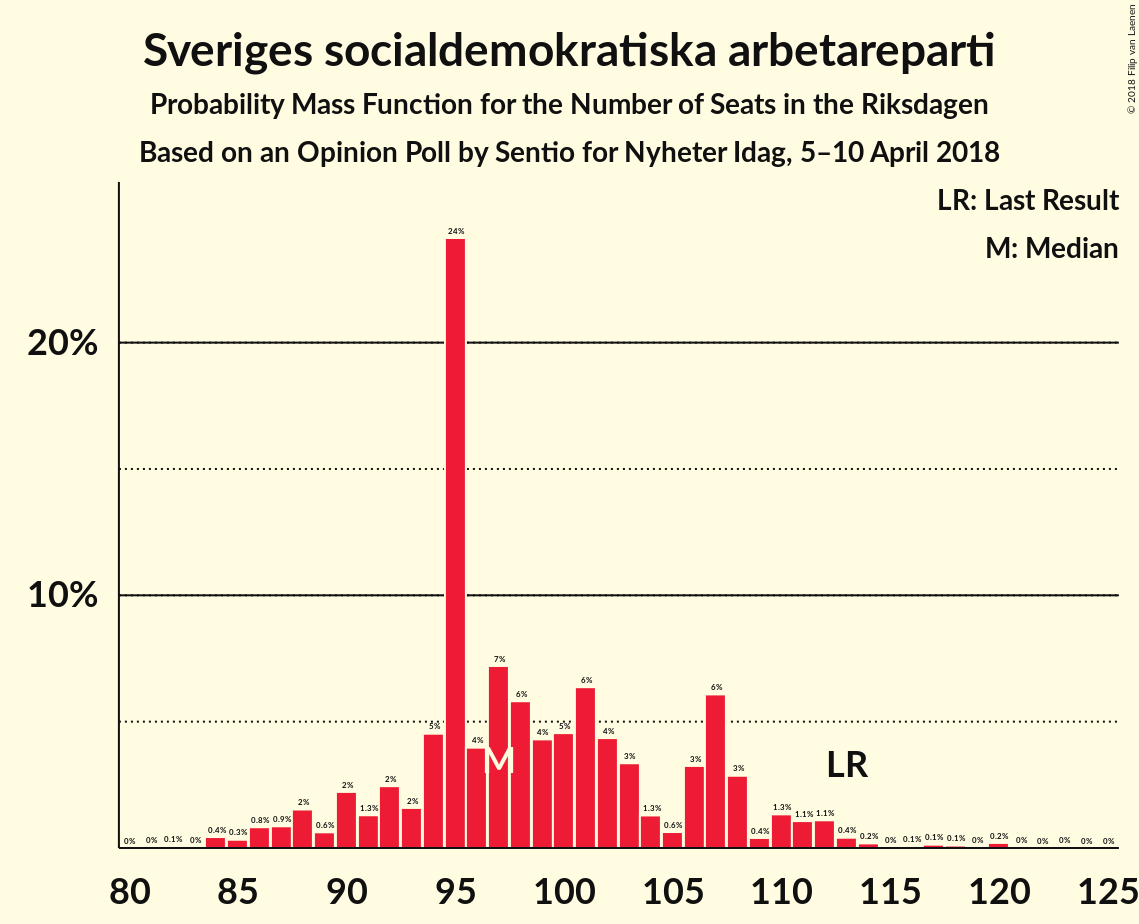 Sveriges socialdemokratiska arbetareparti
Probability Mass Function for the Number of Seats in the Riksdagen
Based on an Opinion Poll by Sentio for Nyheter Idag, 5–10 April 2018
© 2018 Filip van Laenen
LR: Last Result
M: Median
20%
10%
0% 0% 0.1% 0% 0.4% 0.3% 0.8% 0.9% 2% 0.6% 2% 1.3% 2% 2% 5% 24% 4% 7% 6% 4% 5% 6% 4% 3% 1.3% 0.6% 3% 6% 3% 0.4% 1.3% 1.1% 1.1% 0.4% 0.2% 0% 0.1% 0.1% 0.1% 0% 0.2% 0% 0% 0% 0% 0%
M
LR
80 85 90 95 100 105 110 115 120 125